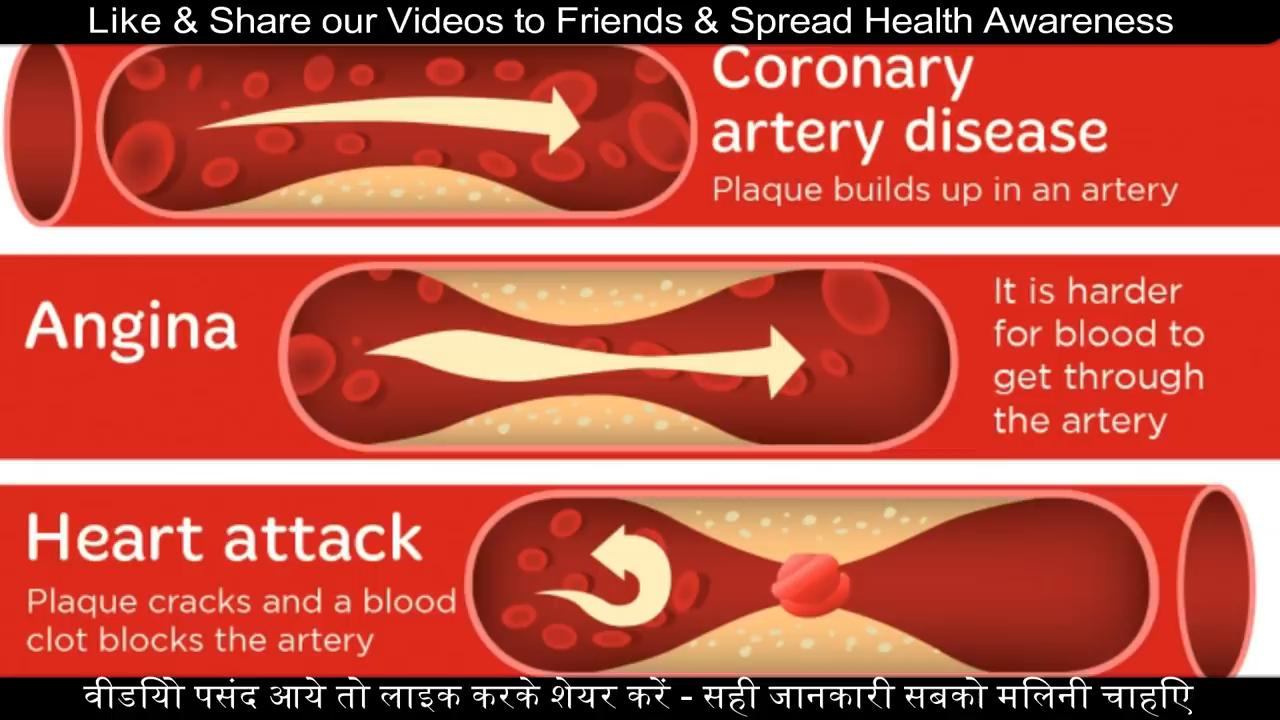 Like & Share our Videos to Friends & Spread Health Awareness
Coronary
artery disease
Plaque builds up in an artery
Angina
It is harder
for blood to
get through
the artery
Heart attack
Plaque cracks and a blood
clot blocks the artery
वीडियो पसंद आये तो लाइक करके शेयर करें - सही जानकारी सबको मिलनी चाहिए